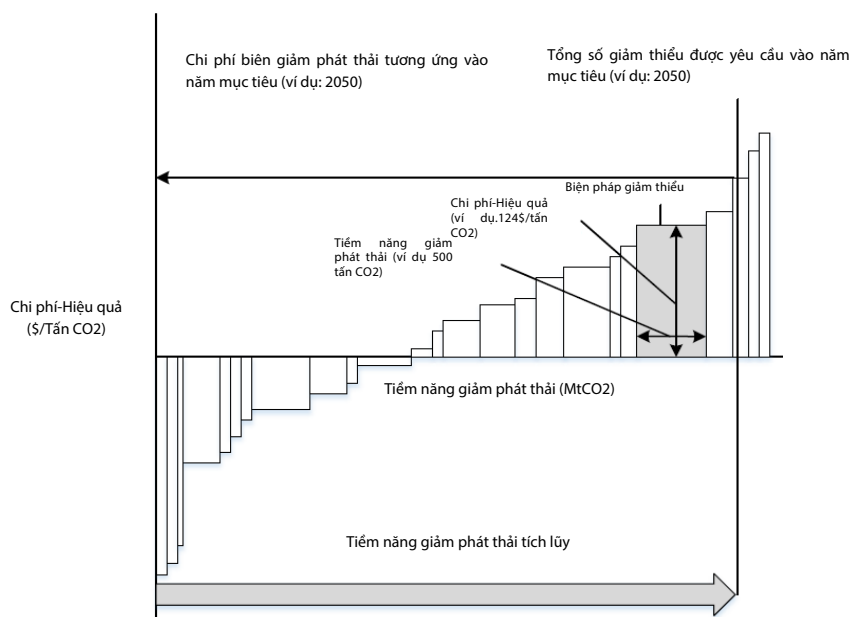 Chi phí biên giảm phát thải tương ứng vào
năm mục tiêu (ví dụ: 2050)
Tổng số giảm thiểu được yêu cầu vào năm
mục tiêu (ví dụ: 2050)
Biện pháp giảm thiểu
Chi phí-Hiệu quả
(ví dụ.124$/tấn
CO2)
Tiềm năng giảm
phát thải (ví dụ 500
tấn CO2)
Chi phí-Hiệu quả
($/Tấn CO2)
Tiềm năng giảm phát thải (MtCO2)
Tiềm năng giảm phát thải tích lũy